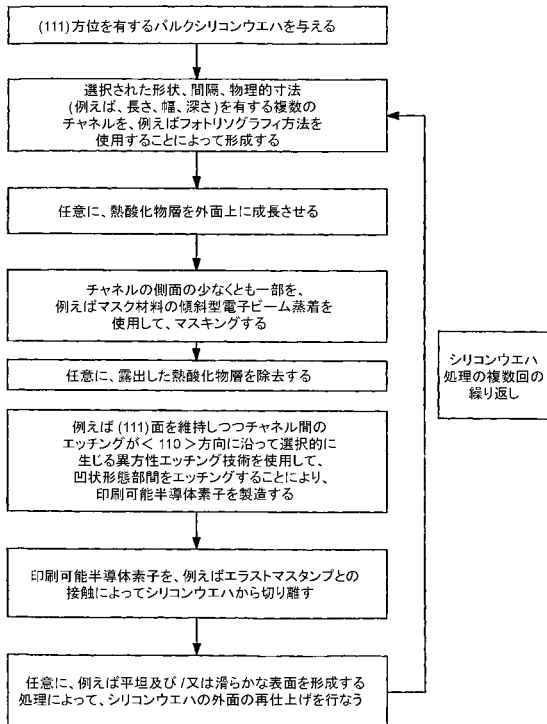 (111)方位を有するバルクシリコンウエハを与える
選択された形状、間隔、物理的寸法
(例えば、長さ、幅、深さ)を有する複数の
チャネルを、例えばフォトリソグラフィ方法を
使用することによって形成する
任意に、熱酸化物層を外面上に成長させる
チャネルの側面の少なくとも一部を、
例えばマスク材料の傾斜型電子ビーム蒸着を
使用して、マスキングする
任意に、露出した熱酸化物層を除去する
例えば(111)面を維持しつつチャネル間の
エッチングが<110>方向に沿って選択的に
生じる異方性エッチング技術を使用して、
凹状形態部間をエッチングすることにより、
印刷可能半導体素子を製造する
印刷可能半導体素子を、例えばエラストマスタンプとの
接触によってシリコンウエハから切り離す
任意に、例えば平坦及び/又は滑らかな表面を形成する
処理によって、シリコンウエハの外面の再仕上げを行なう
シリコンウエハ
処理の複数回の
繰り返し